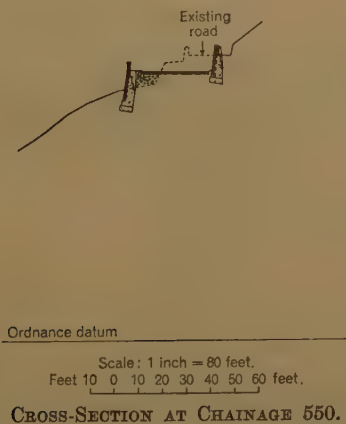 Existing
road
Ordnance datum
Scale: 1 inch = 80 feet.
Feet 10 0 10 20 30 40 50 60 feet.
CROSS-SECTION AT CHAINAGE 550.